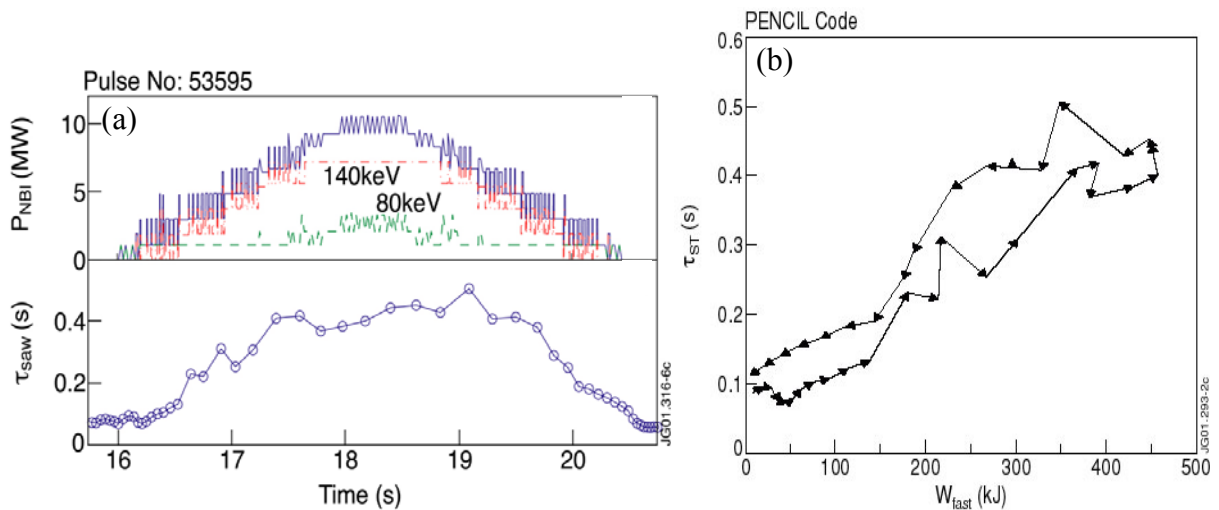 Pulse No: 53595
(a)
P_NBI (MW)
10
5
0
140keV
80keV
τ_saw (s)
0.4
0.2
0
16 17 18 19 20
Time (s)
JG01.316-6c
PENCIL Code
(b)
τ_ST (s)
0.6
0.5
0.4
0.3
0.2
0.1
0
0 100 200 300 400 500
W_fast (kJ)
JG01.293-2c